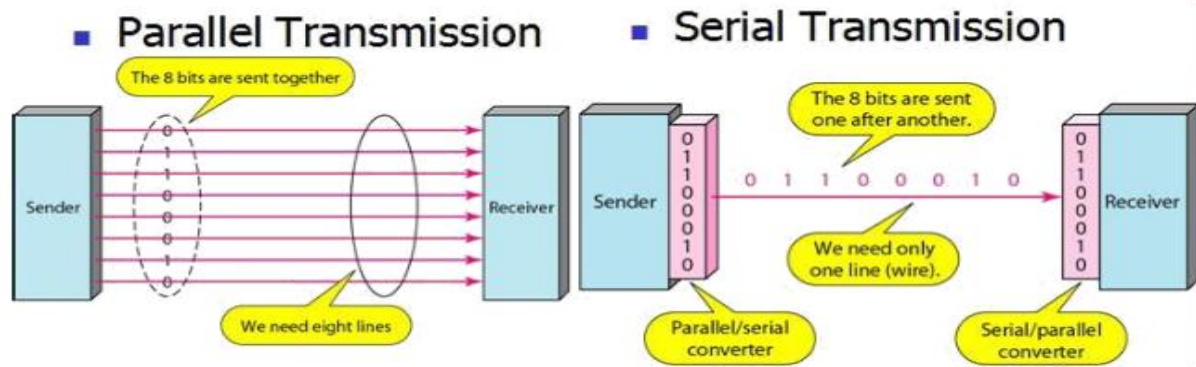 Parallel Transmission
The 8 bits are sent together
Sender
0
1
1
0
0
0
1
0
Receiver
We need eight lines
Serial Transmission
The 8 bits are sent
one after another.
Sender
0
1
1
0
0
0
1
0
0 1 1 0 0 0 1 0
We need only
one line (wire).
0
1
1
0
0
0
1
0
Receiver
Parallel/serial
converter
Serial/parallel
converter